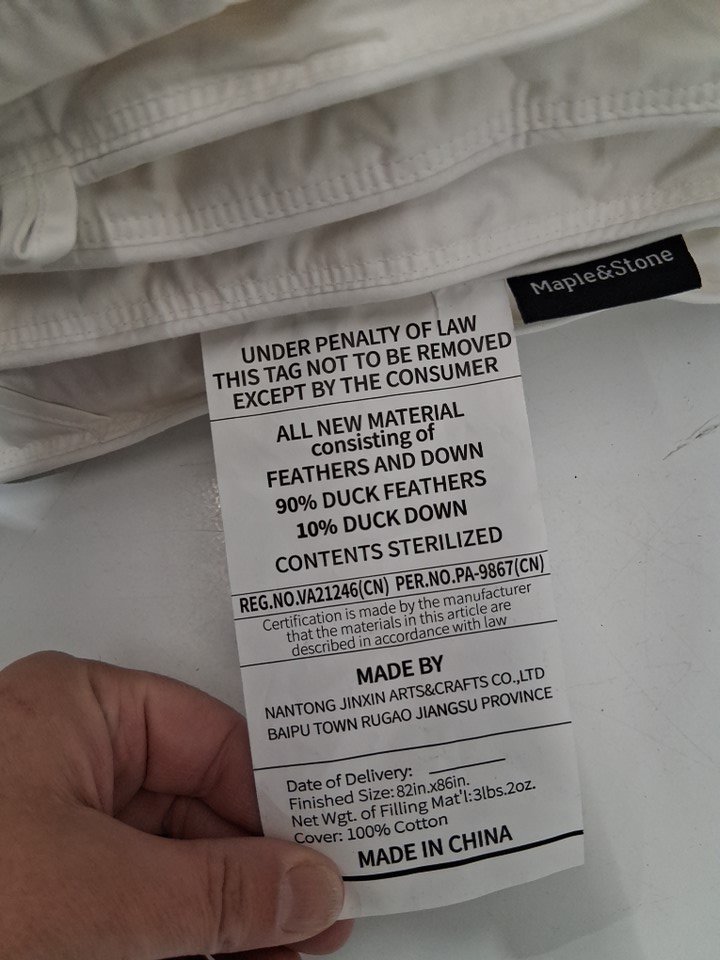 Maple&Stone
UNDER PENALTY OF LAW
THIS TAG NOT TO BE REMOVED
EXCEPT BY THE CONSUMER
ALL NEW MATERIAL
consisting of
FEATHERS AND DOWN
90% DUCK FEATHERS
10% DUCK DOWN
CONTENTS STERILIZED
REG.NO.VA21246(CN) PER.NO.PA-9867(CN)
Certification is made by the manufacturer
that the materials in this article are
described in accordance with law
MADE BY
NANTONG JINXIN ARTS&CRAFTS CO.,LTD
BAIPU TOWN RUGAO JIANGSU PROVINCE
Date of Delivery:
Finished Size:82in.x86in.
Net Wgt. of Filling Mat'l:3lbs.2oz.
Cover: 100% Cotton
MADE IN CHINA